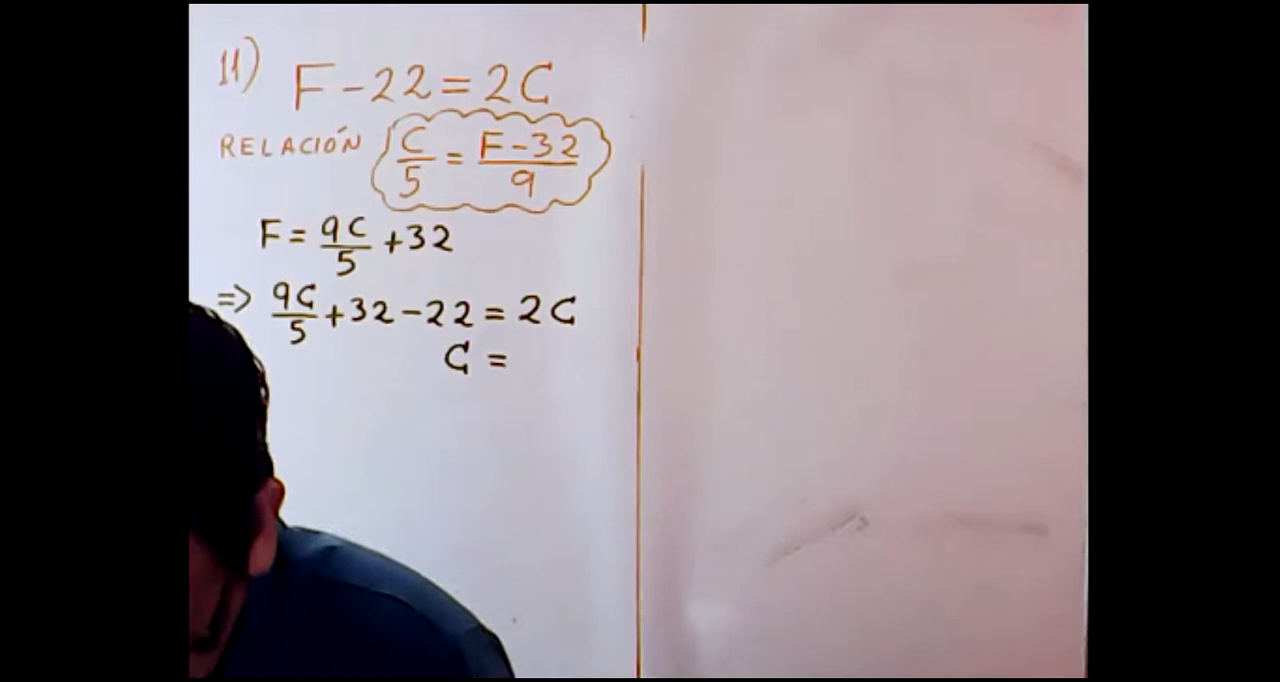 11) F-22=2C
RELACIÓN C/5 = F-32/9
F = 9C/5 +32
=> 9C/5 +32-22 = 2C
C =